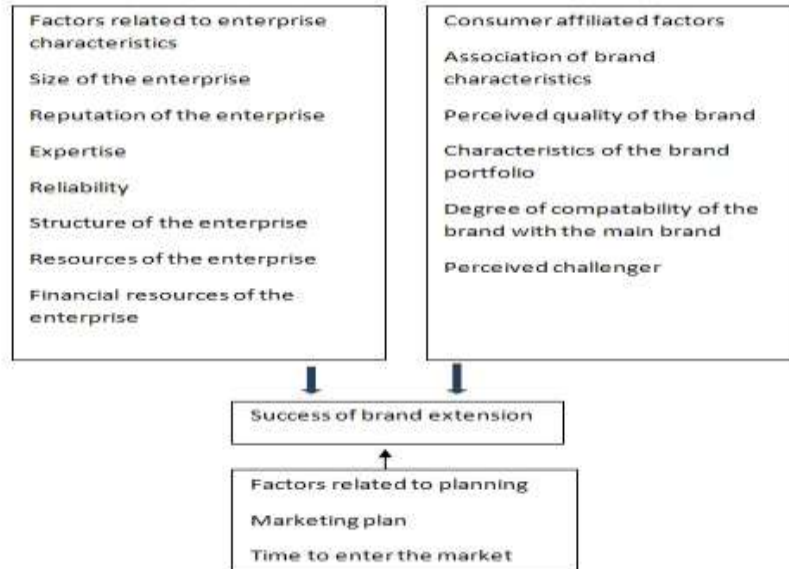 Factors related to enterprise
characteristics
Size of the enterprise
Reputation of the enterprise
Expertise
Reliability
Structure of the enterprise
Resources of the enterprise
Financial resources of the
enterprise
Consumer affiliated factors
Association of brand
characteristics
Perceived quality of the brand
Characteristics of the brand
portfolio
Degree of compatability of the
brand with the main brand
Perceived challenger
Success of brand extension
Factors related to planning
Marketing plan
Time to enter the market